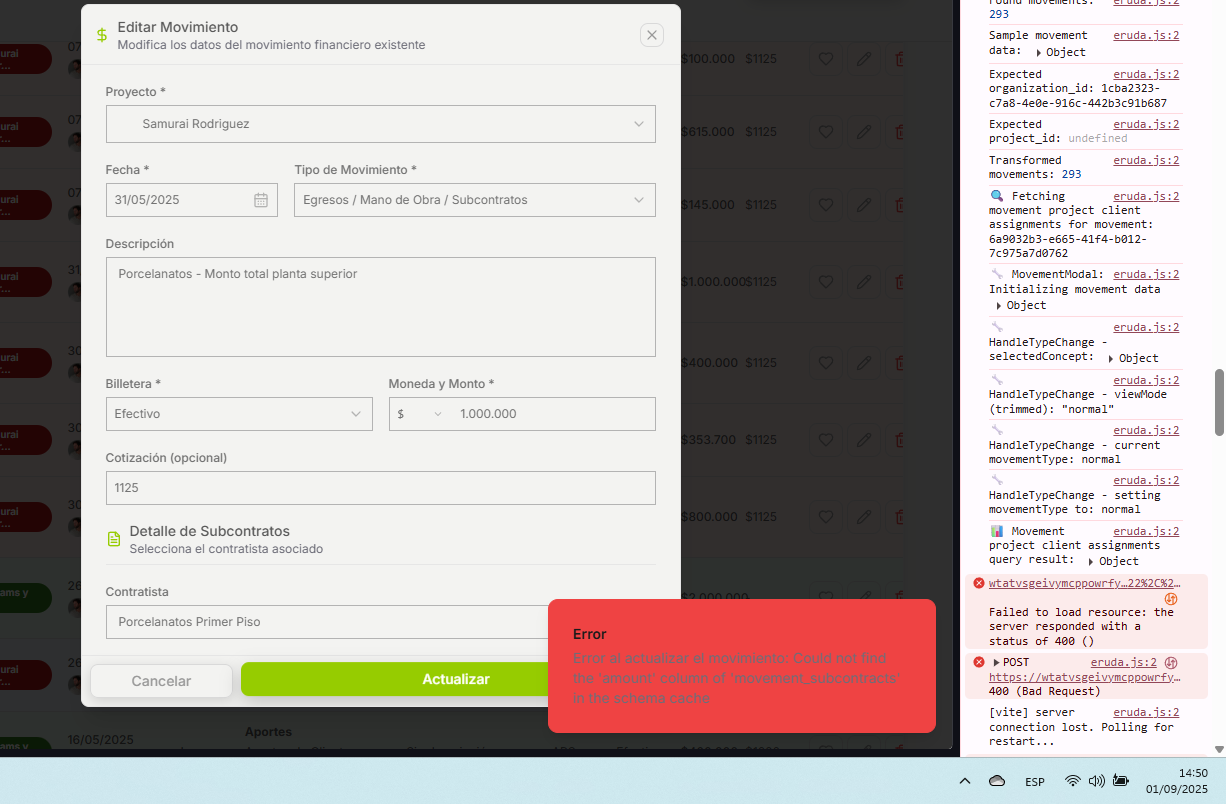 Editar Movimiento
Modifica los datos del movimiento financiero existente
Proyecto *
Samurai Rodriguez
Fecha *
Tipo de Movimiento *
31/05/2025
Egresos / Mano de Obra / Subcontratos
Descripción
Porcelanatos - Monto total planta superior
Billetera *
Moneda y Monto *
Efectivo
$
1.000.000
Cotización (opcional)
1125
Detalle de Subcontratos
Selecciona el contratista asociado
Contratista
Porcelanatos Primer Piso
Cancelar
Actualizar
Error
Error al actualizar el movimiento: Could not find
the 'amount' column of 'movement_subcontracts'
in the schema cache
$100.000 $1125
$615.000 $1125
$145.000 $1125
$1.000.000 $1125
$400.000 $1125
$353.700 $1125
$800.000 $1125
$2.000.000
16/05/2025
Aportes
Found movements: eruda.js:2
293
Sample movement eruda.js:2
data: Object
Expected eruda.js:2
organization_id: 1cba2323-
c7a8-4e0e-916c-442b3c91b687
Expected eruda.js:2
project_id: undefined
Transformed eruda.js:2
movements: 293
🔍 Fetching eruda.js:2
movement project client
assignments for movement:
6a9032b3-e665-41f4-b012-
7c975a7d0762
🔧 MovementModal: eruda.js:2
Initializing movement data
Object
🔧 eruda.js:2
HandleTypeChange -
selectedConcept: Object
🔧 eruda.js:2
HandleTypeChange - viewMode
(trimmed): "normal"
🔧 eruda.js:2
HandleTypeChange - current
movementType: normal
🔧 eruda.js:2
HandleTypeChange - setting
movementType to: normal
📊 Movement eruda.js:2
project client assignments
query result: Object
wtatvsgeivymcppowrfy…22%2C%2…
Failed to load resource: the
server responded with a
status of 400 ()
POST eruda.js:2
https://wtatvsgeivymcppowrfy…
400 (Bad Request)
[vite] server eruda.js:2
connection lost. Polling for
restart...
ESP
14:50
01/09/2025